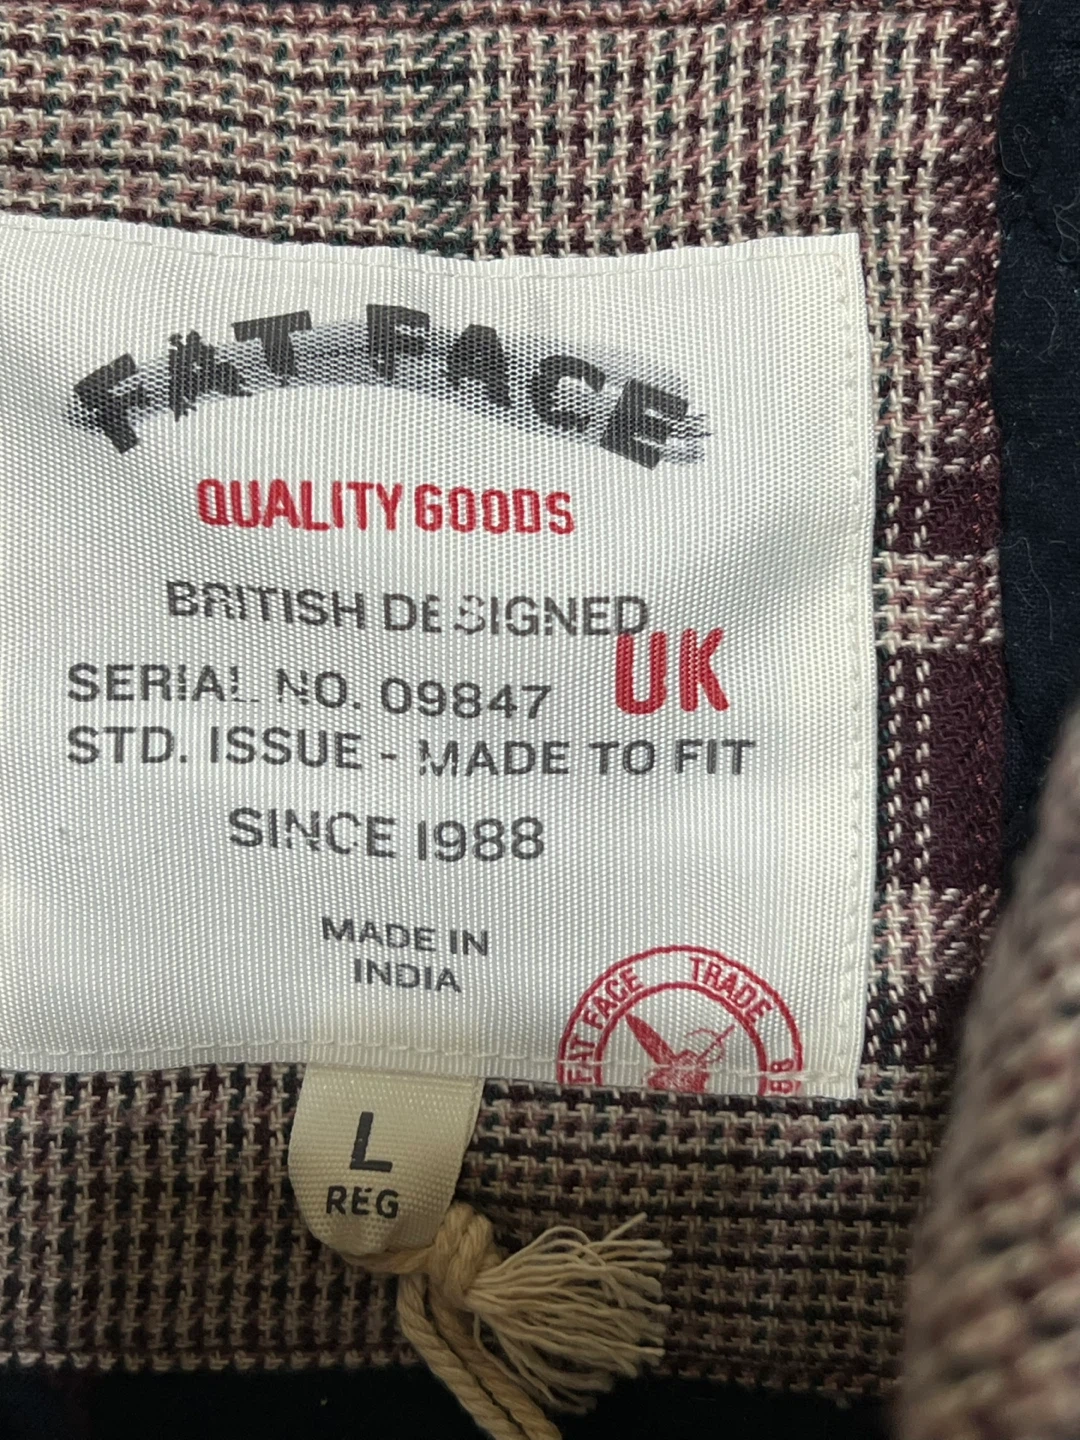 FAT FACE
QUALITY GOODS
BRITISH DESIGNED
UK
SERIAL NO. 09847
STD. ISSUE - MADE TO FIT
SINCE 1988
MADE IN
INDIA
FAT FACE TRADE 88
L
REG